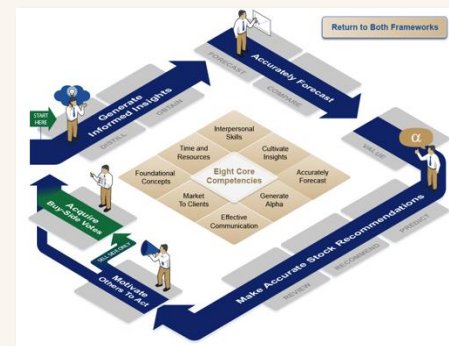 Return to Both Frameworks
FORECAST
Accurately Forecast
COMPARE
START
HERE
Generate
Informed Insights
DISTILL
OBTAIN
VALUE
α
Interpersonal
Skills
Time and
Resources
Cultivate
Insights
Foundational
Concepts
Eight Core
Competencies
Accurately
Forecast
Market
To Clients
Generate
Alpha
Effective
Communication
Acquire
Buy-Side Votes
SELL SIDE ONLY
Motivate
Others To Act
Make Accurate Stock Recommendations
PREDICT
RECOMMEND
REVIEW